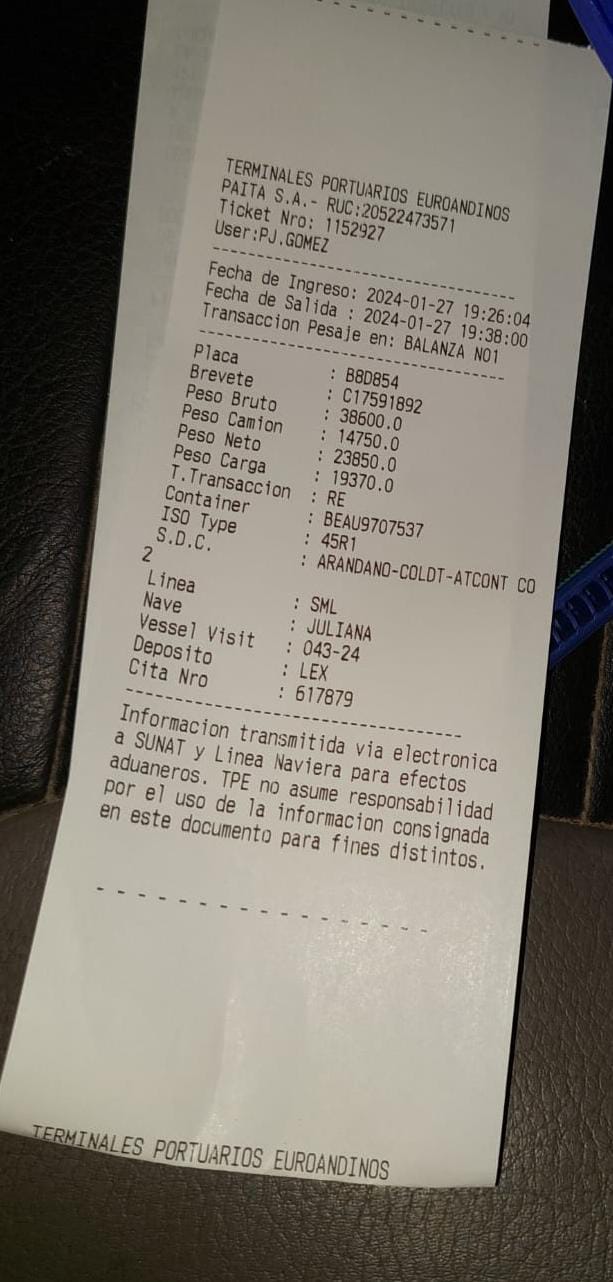 TERMINALES PORTUARIOS EUROANDINOS
PAITA S.A.- RUC:20522473571
Ticket Nro: 1152927
User:PJ.GOMEZ
Fecha de Ingreso: 2024-01-27 19:26:04
Fecha de Salida : 2024-01-27 19:38:00
Transaccion Pesaje en: BALANZA N01
Placa : B8D854
Brevete : C17591892
Peso Bruto : 38600.0
Peso Camion : 14750.0
Peso Neto : 23850.0
Peso Carga : 19370.0
T.Transaccion : RE
Container : BEAU9707537
ISO Type : 45R1
S.D.C. : ARANDANO-COLDT-ATCONT CO
2
Linea : SML
Nave : JULIANA
Vessel Visit : 043-24
Deposito : LEX
Cita Nro : 617879
Informacion transmitida via electronica
a SUNAT y Linea Naviera para efectos
aduaneros. TPE no asume responsabilidad
por el uso de la informacion consignada
en este documento para fines distintos.
TERMINALES PORTUARIOS EUROANDINOS